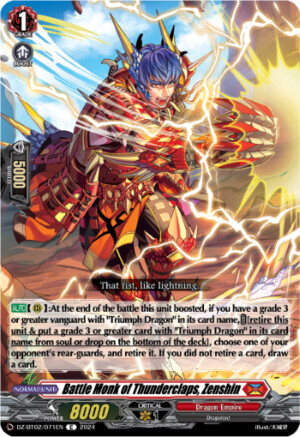 1
GRADE
BOOST
5000
SHIELD
That fist, like lightning.
AUTO【 】:At the end of the battle this unit boosted, if you have a grade 3
or greater vanguard with "Triumph Dragon" in its card name, [retire this
unit & put a grade 3 or greater card with "Triumph Dragon" in its card
name from soul or drop on the bottom of the deck], choose one of your
opponent's rear-guards, and retire it. If you did not retire a card, draw
a card.
NORMAL UNIT
Battle Monk of Thunderclaps, Zenshin
Dragon Empire
POWER 8000
CRITICAL 1
D-DZ-BT02/077EN C 2024